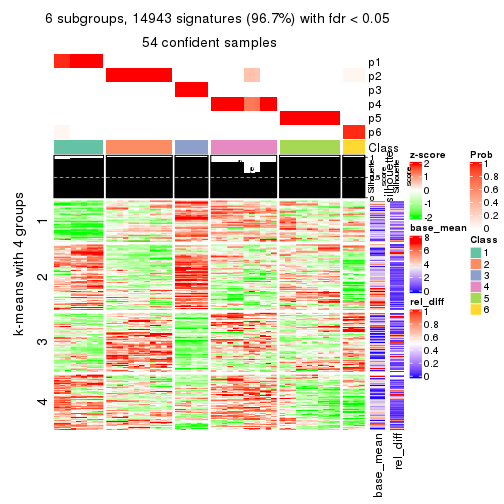 6 subgroups, 14943 signatures (96.7%) with fdr < 0.05
54 confident samples
p1
p2
p3
p4
p5
p6
Class
silhouette
k-means with 4 groups
1
2
3
4
base_mean
rel_diff
z-score
2
1
0
-1
-2
base_mean
8
6
4
2
0
rel_diff
1
0.8
0.6
0.4
0.2
0
Prob
1
0.8
0.6
0.4
0.2
0
Class
1
2
3
4
5
6